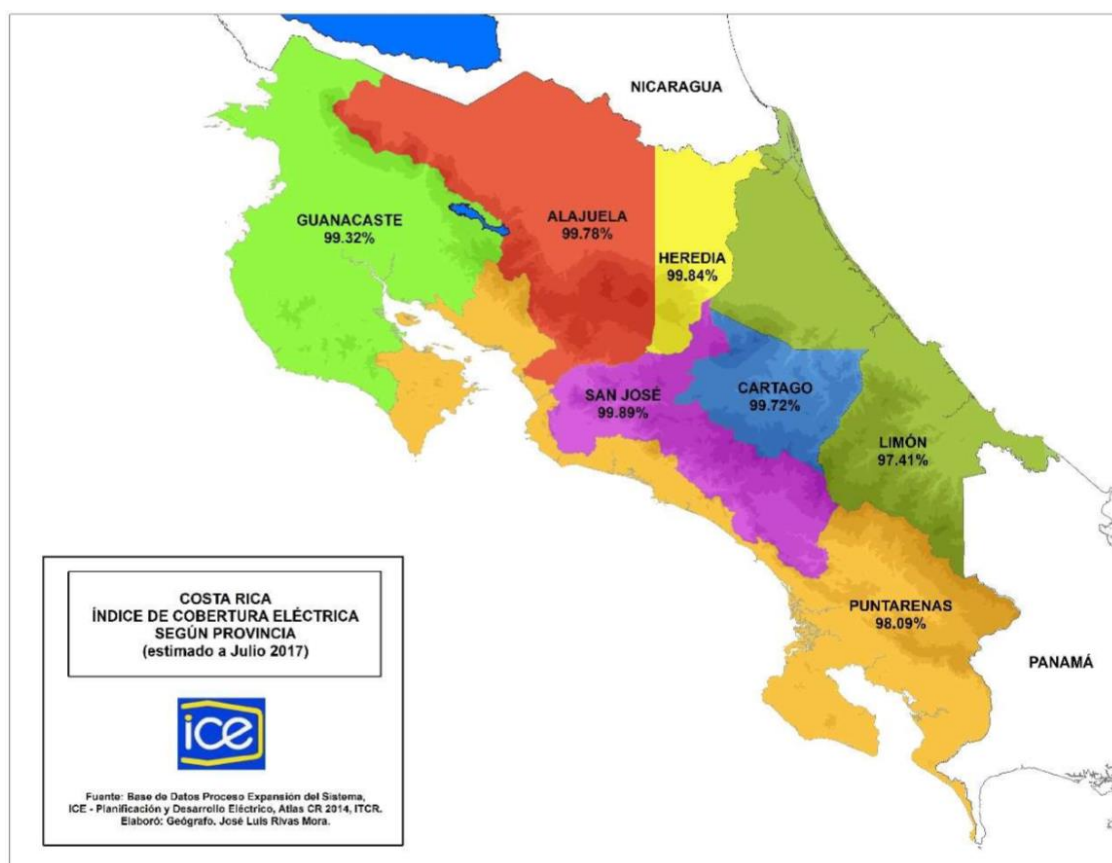 NICARAGUA
GUANACASTE
99.32%
ALAJUELA
99.78%
HEREDIA
99.84%
SAN JOSÉ
99.89%
CARTAGO
99.72%
LIMÓN
97.41%
PUNTARENAS
98.09%
PANAMÁ
COSTA RICA
ÍNDICE DE COBERTURA ELÉCTRICA
SEGÚN PROVINCIA
(estimado a Julio 2017)
ice
Fuente: Base de Datos Proceso Expansión del Sistema,
ICE - Planificación y Desarrollo Eléctrico, Atlas CR 2014, ITCR.
Elaboró: Geógrafo. José Luis Rivas Mora.